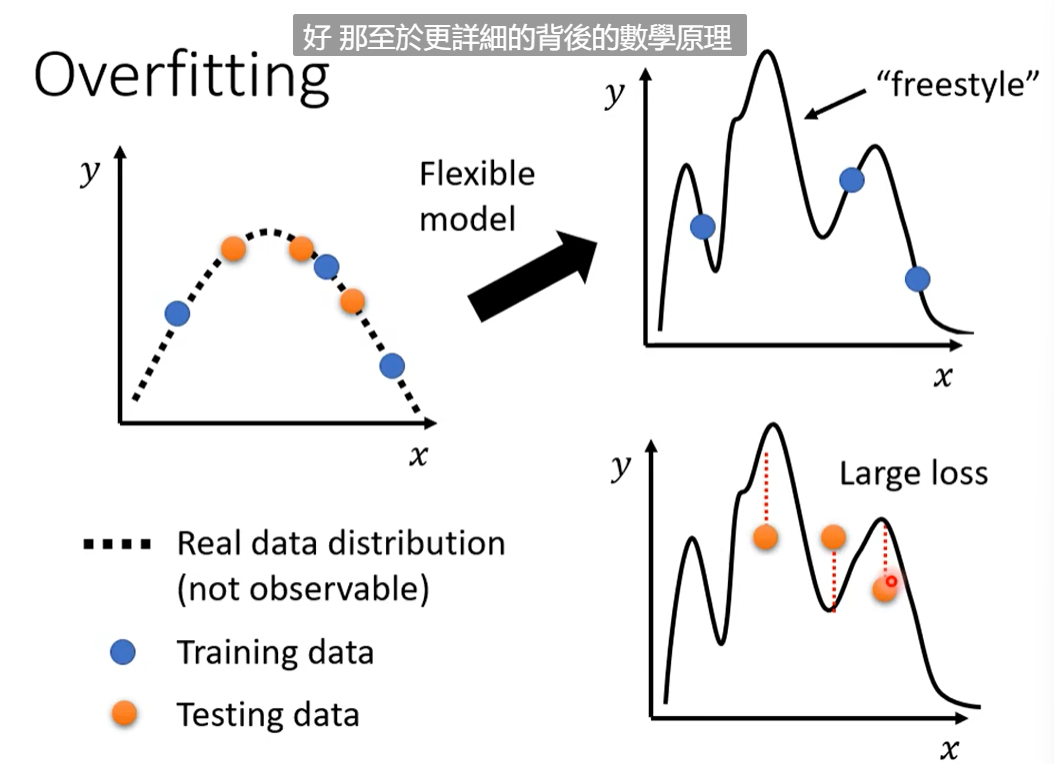 好 那至於更詳細的背後的數學原理
Overfitting
y
x
Flexible
model
y
"freestyle"
x
y
Large loss
x
Real data distribution
(not observable)
Training data
Testing data